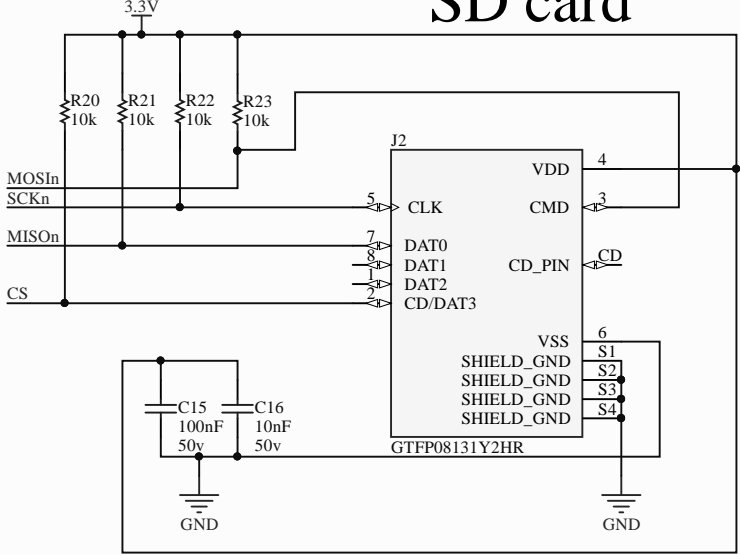 3.3V
SD card
R20 R21 R22 R23
10k 10k 10k 10k
J2
VDD 4
MOSIn
SCKn
5 CLK CMD 3
MISOn
7 DAT0
8 DAT1 CD_PIN CD
1 DAT2
CS
2 CD/DAT3
VSS 6
SHIELD_GND S1
SHIELD_GND S2
SHIELD_GND S3
SHIELD_GND S4
C15 C16
100nF 10nF
50v 50v
GTFP08131Y2HR
GND GND